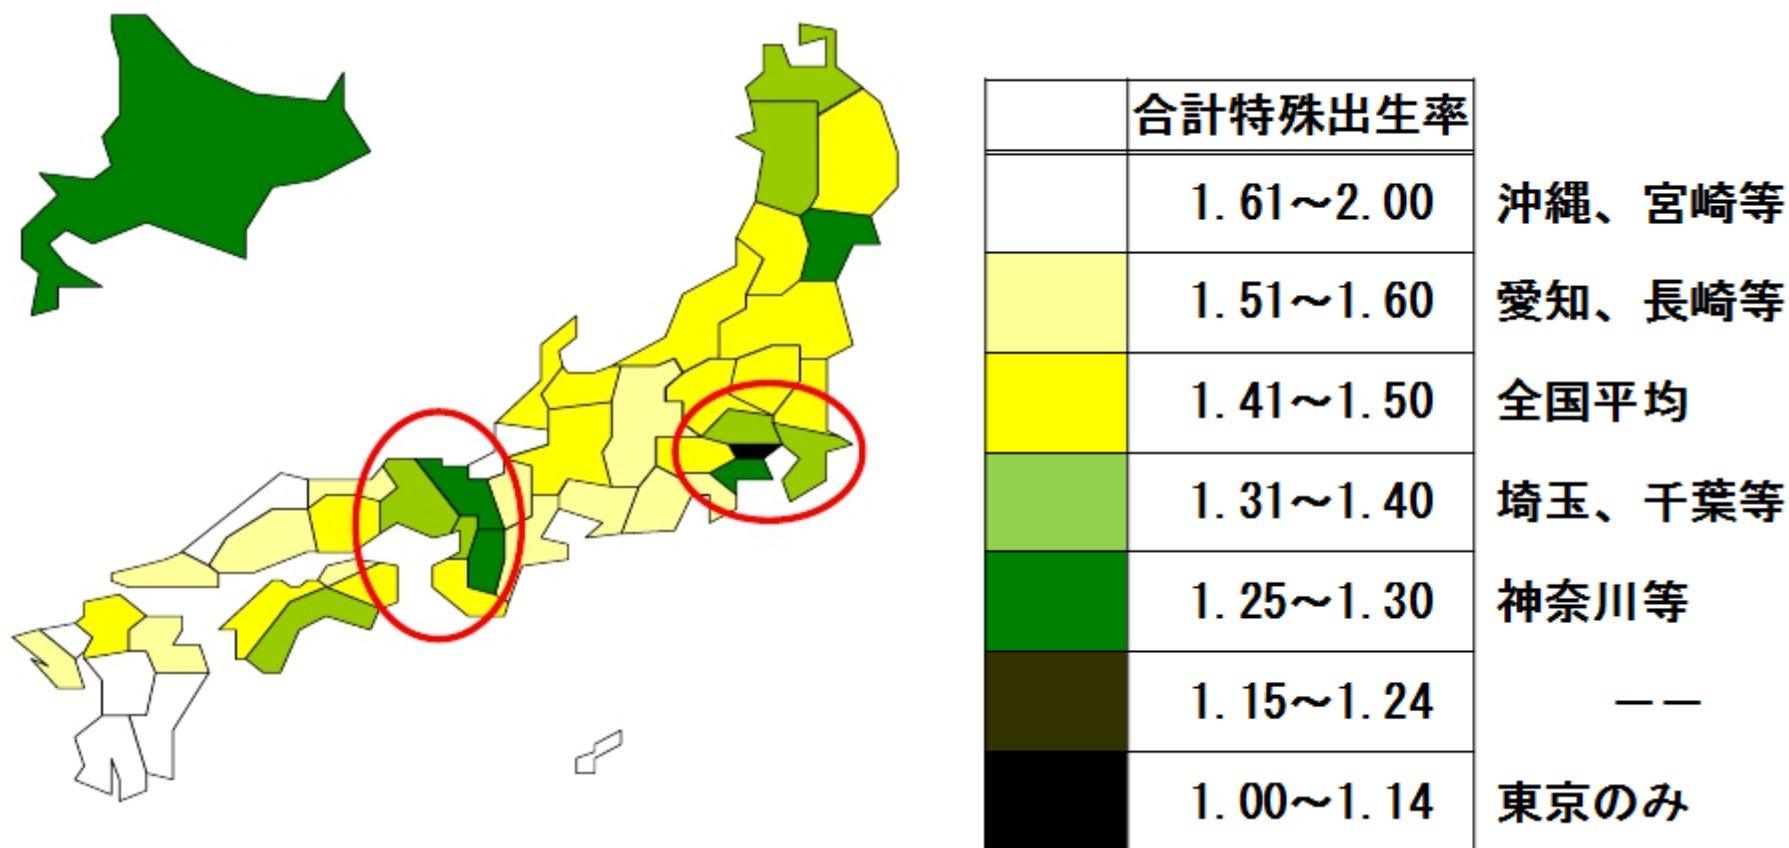 合計特殊出生率
1.61～2.00 沖縄、宮崎等
1.51～1.60 愛知、長崎等
1.41～1.50 全国平均
1.31～1.40 埼玉、千葉等
1.25～1.30 神奈川等
1.15～1.24 ――
1.00～1.14 東京のみ